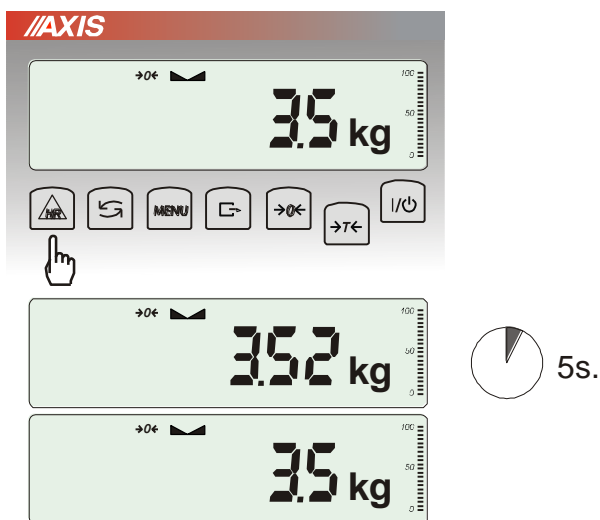 //AXIS
→0← 100
3.5 kg 50
0
HR MENU →0← →T← I/⏻
→0← 100
3.52 kg 50
0
5s.
→0← 100
3.5 kg 50
0